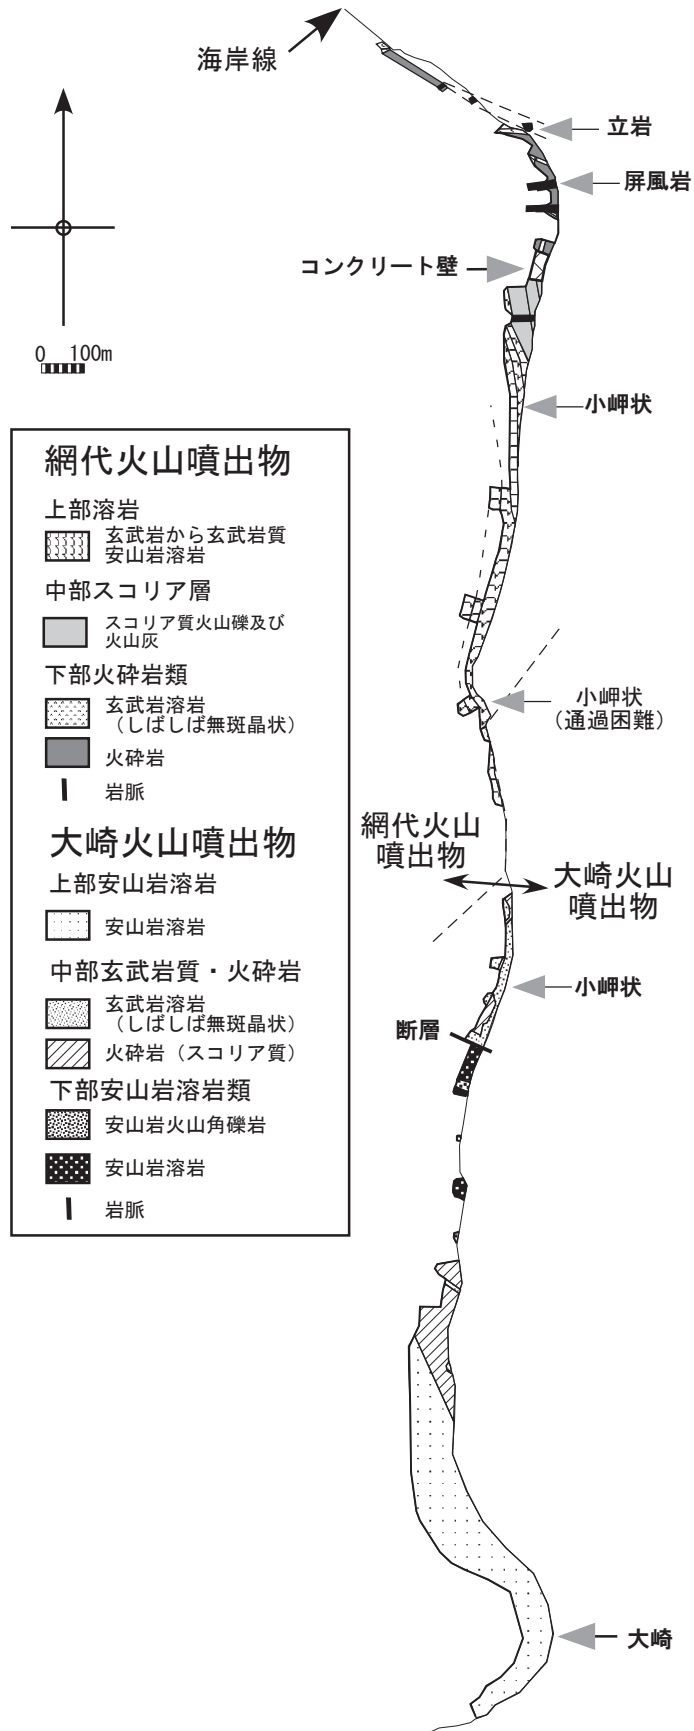 海岸線
立岩
屏風岩
コンクリート壁
0 100m
小岬状
網代火山噴出物
上部溶岩
玄武岩から玄武岩質
安山岩溶岩
中部スコリア層
スコリア質火山礫及び
火山灰
下部火砕岩類
玄武岩溶岩
（しばしば無斑晶状）
火砕岩
岩脈
大崎火山噴出物
上部安山岩溶岩
安山岩溶岩
中部玄武岩質・火砕岩
玄武岩溶岩
（しばしば無斑晶状）
火砕岩（スコリア質）
下部安山岩溶岩類
安山岩火山角礫岩
安山岩溶岩
岩脈
小岬状
（通過困難）
網代火山
噴出物
大崎火山
噴出物
小岬状
断層
大崎